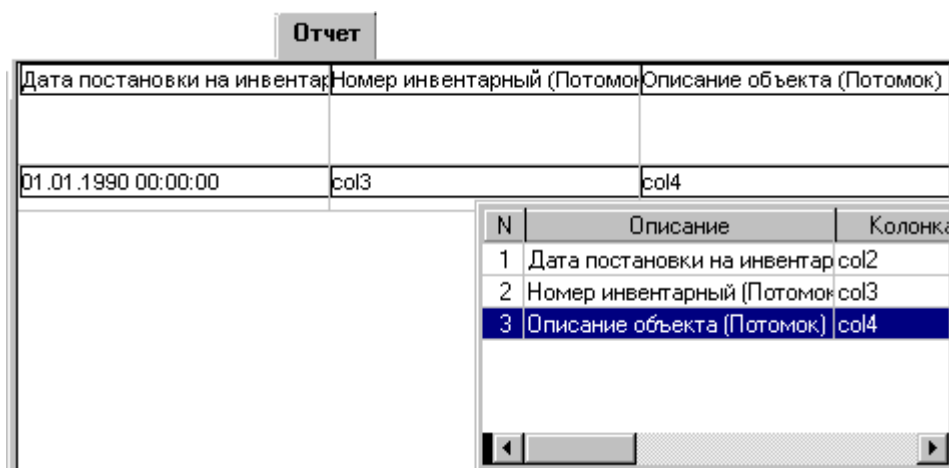 Отчет
Дата постановки на инвентар Номер инвентарный (Потомок Описание объекта (Потомок)
01.01.1990 00:00:00 col3 col4
N Описание Колонка
1 Дата постановки на инвентар col2
2 Номер инвентарный (Потомок col3
3 Описание объекта (Потомок) col4